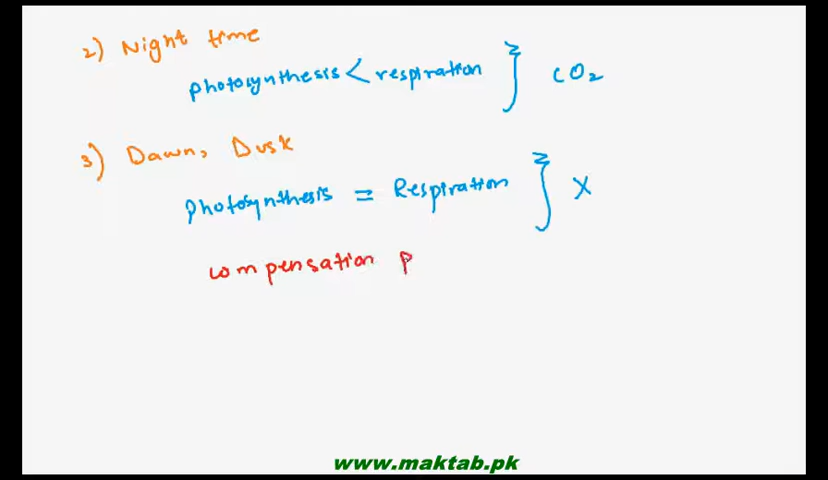 2) Night time
photosynthesis < respiration } CO₂
3) Dawn, Dusk
photosynthesis = Respiration } X
compensation P
www.maktab.pk